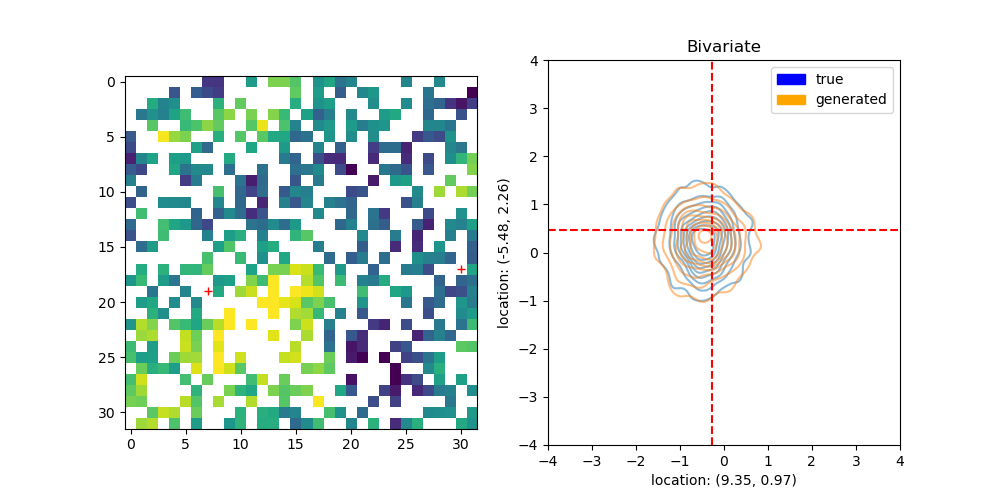 Bivariate
true
generated
0
5
10
15
20
25
30
0 5 10 15 20 25 30
location: (-5.48, 2.26)
4
3
2
1
0
−1
−2
−3
−4
−4 −3 −2 −1 0 1 2 3 4
location: (9.35, 0.97)